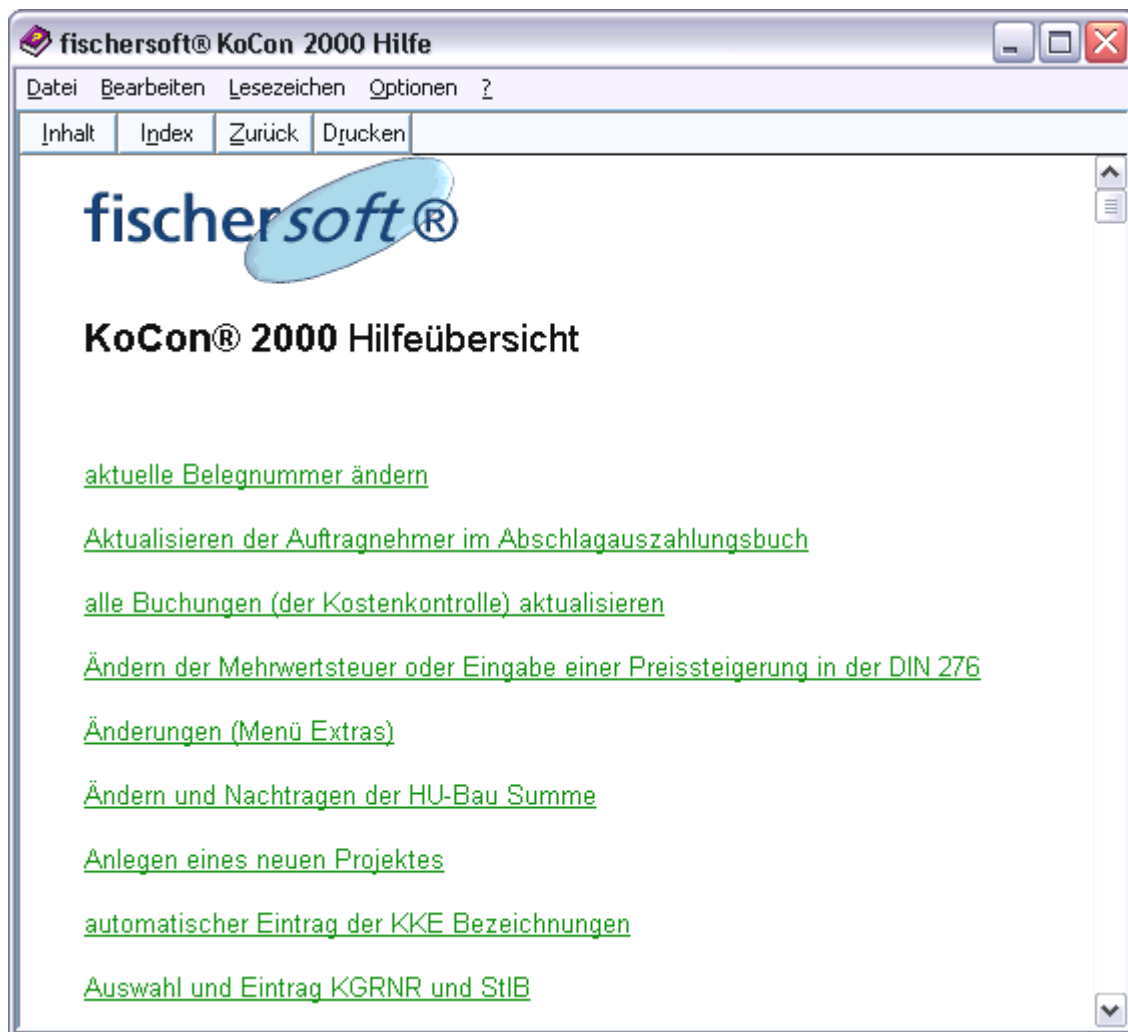 fischersoft® KoCon 2000 Hilfe
Datei Bearbeiten Lesezeichen Optionen ?
Inhalt Index Zurück Drucken
fischersoft®
KoCon® 2000 Hilfeübersicht
aktuelle Belegnummer ändern
Aktualisieren der Auftragnehmer im Abschlagauszahlungsbuch
alle Buchungen (der Kostenkontrolle) aktualisieren
Ändern der Mehrwertsteuer oder Eingabe einer Preissteigerung in der DIN 276
Änderungen (Menü Extras)
Ändern und Nachtragen der HU-Bau Summe
Anlegen eines neuen Projektes
automatischer Eintrag der KKE Bezeichnungen
Auswahl und Eintrag KGRNR und StlB